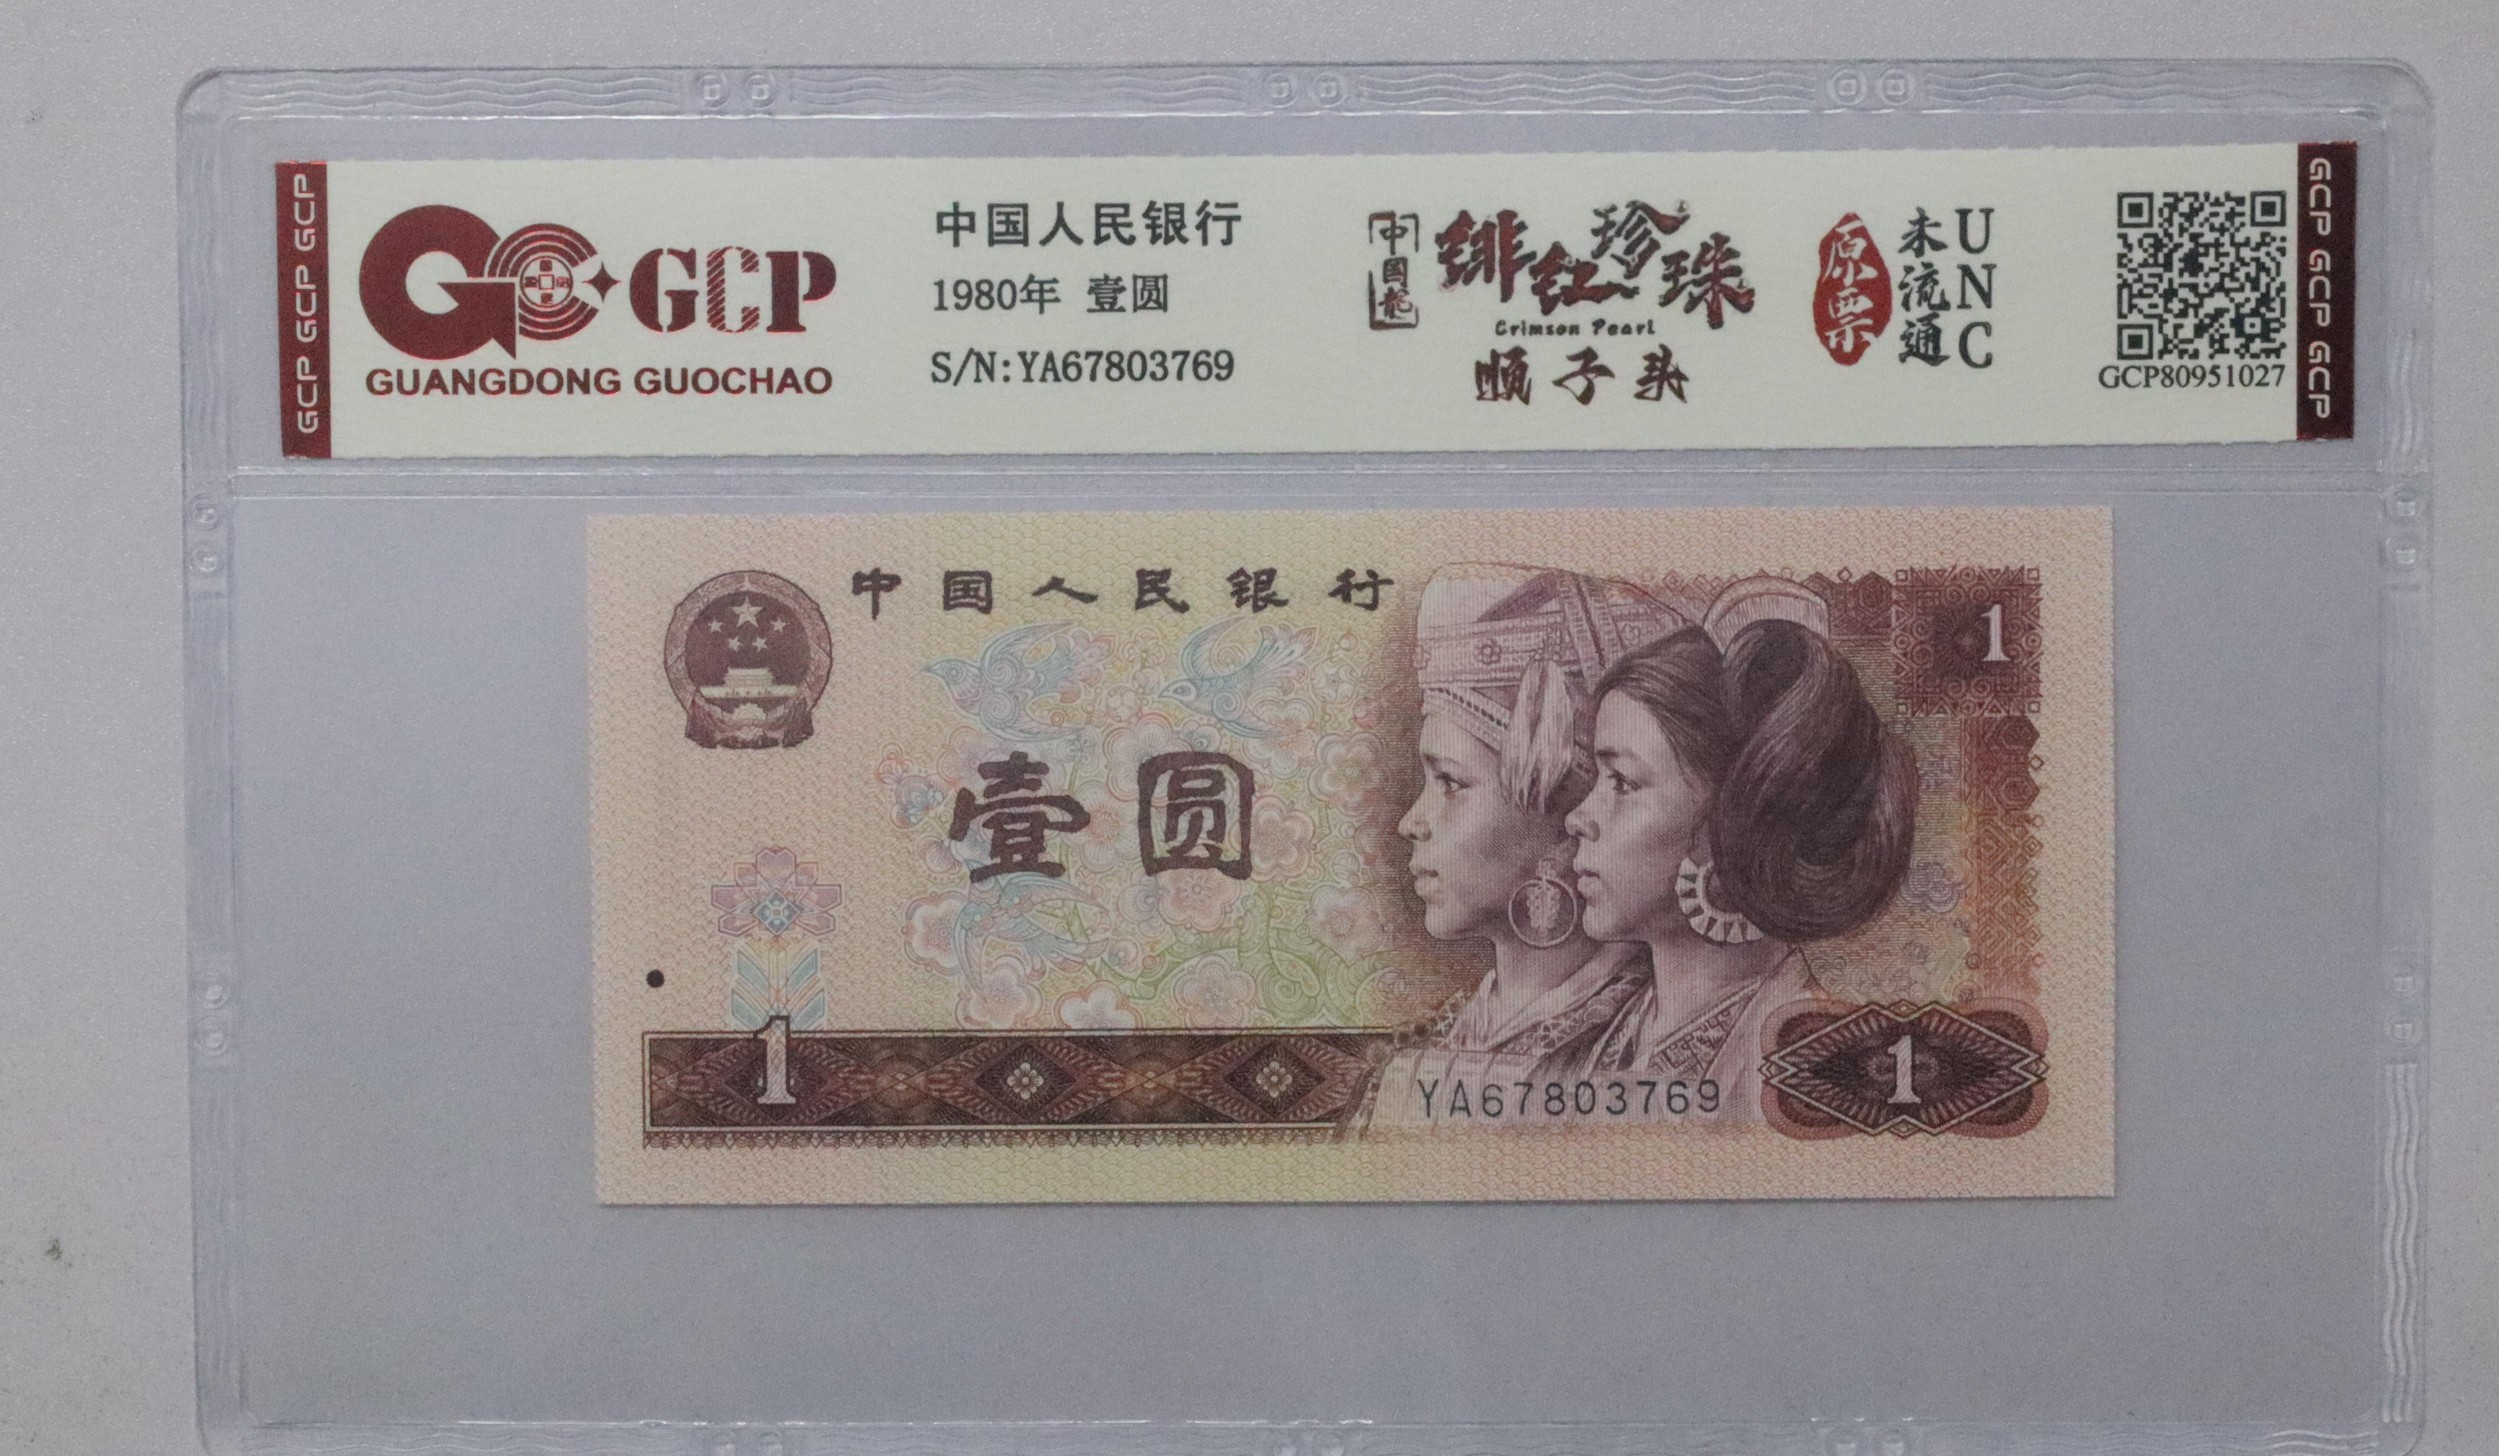 GCP GCP GCP
GCP
GUANGDONG GUOCHAO
中国人民银行
1980年 壹圆
S/N:YA67803769
中国龍
绯红珍珠
Crimson Pearl
顺子头
原票
未流通
UNC
GCP80951027
GCP GCP GCP
中国人民银行
1
壹圆
1
YA67803769
1